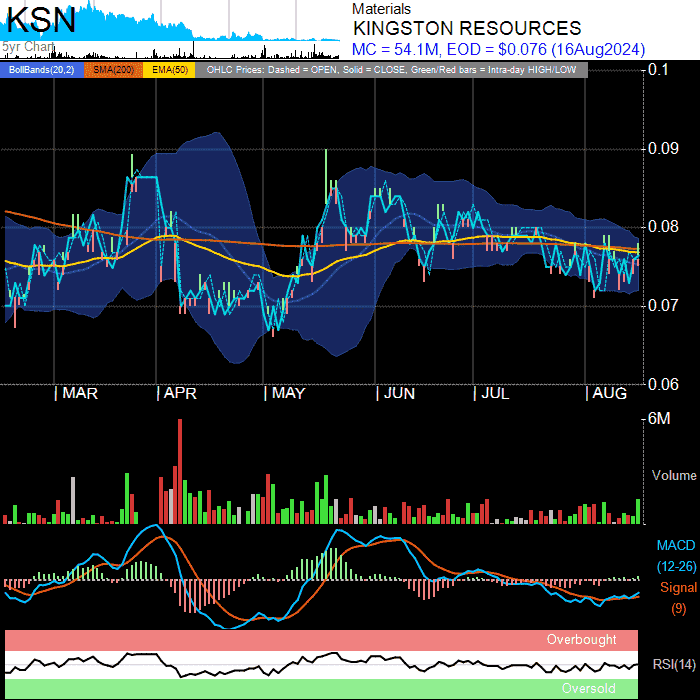 KSN
5yr Chart
Materials
KINGSTON RESOURCES
MC = 54.1M, EOD = $0.076 (16Aug2024)
BollBands(20,2) SMA(200) EMA(50) OHLC Prices: Dashed = OPEN, Solid = CLOSE, Green/Red bars = Intra-day HIGH/LOW
0.1
0.09
0.08
0.07
0.06
MAR APR MAY JUN JUL AUG
6M
Volume
MACD
(12-26)
Signal
(9)
Overbought
RSI(14)
Oversold